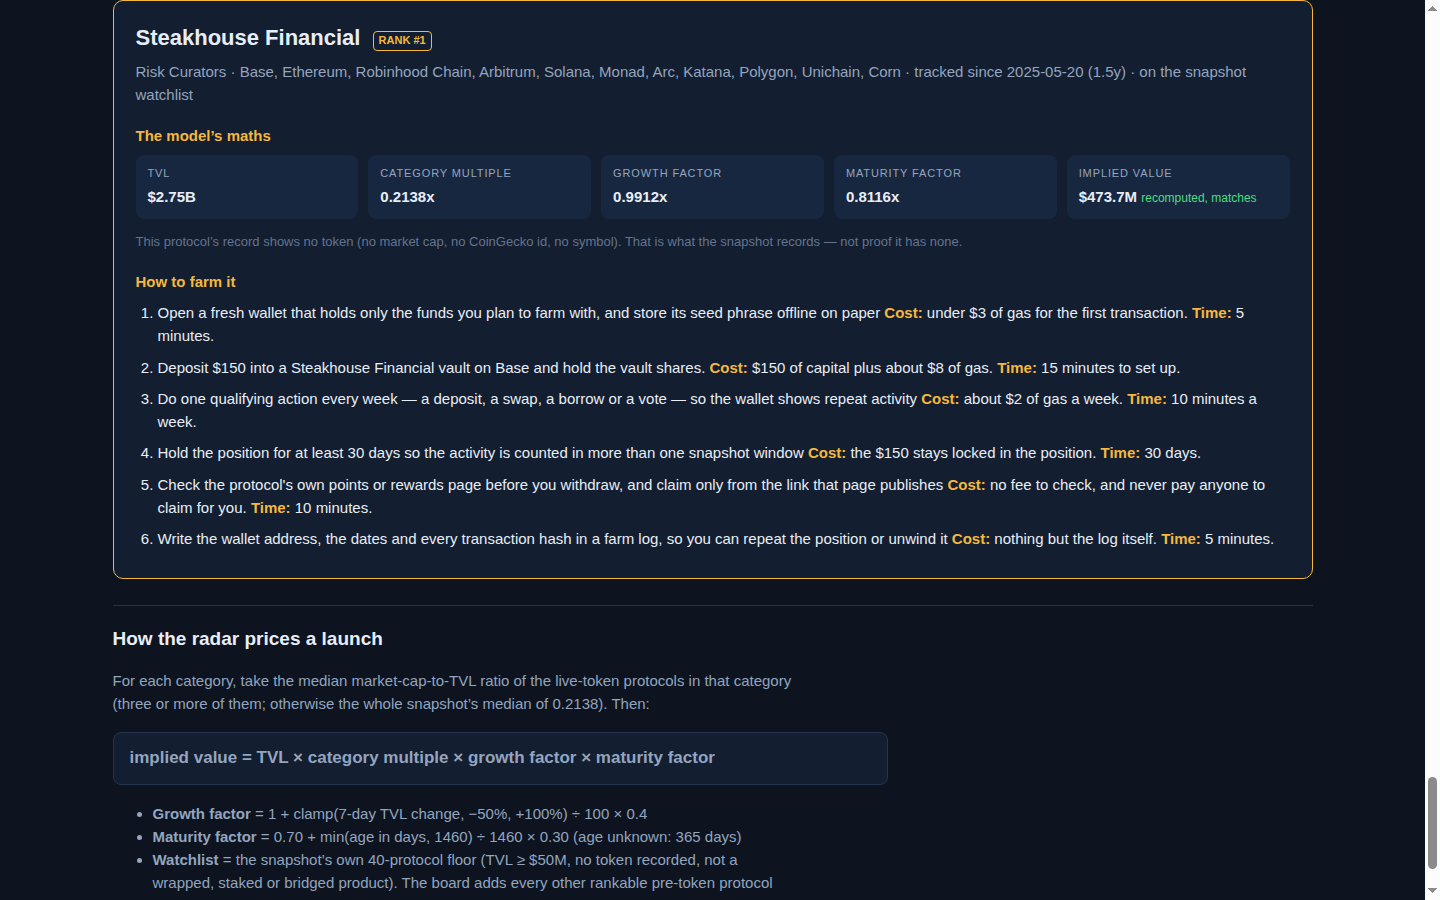 Steakhouse Financial RANK #1
Risk Curators · Base, Ethereum, Robinhood Chain, Arbitrum, Solana, Monad, Arc, Katana, Polygon, Unichain, Corn · tracked since 2025-05-20 (1.5y) · on the snapshot
watchlist
The model’s maths
TVL
$2.75B
CATEGORY MULTIPLE
0.2138x
GROWTH FACTOR
0.9912x
MATURITY FACTOR
0.8116x
IMPLIED VALUE
$473.7M recomputed, matches
This protocol’s record shows no token (no market cap, no CoinGecko id, no symbol). That is what the snapshot records — not proof it has none.
How to farm it
1. Open a fresh wallet that holds only the funds you plan to farm with, and store its seed phrase offline on paper Cost: under $3 of gas for the first transaction. Time: 5
minutes.
2. Deposit $150 into a Steakhouse Financial vault on Base and hold the vault shares. Cost: $150 of capital plus about $8 of gas. Time: 15 minutes to set up.
3. Do one qualifying action every week — a deposit, a swap, a borrow or a vote — so the wallet shows repeat activity Cost: about $2 of gas a week. Time: 10 minutes a
week.
4. Hold the position for at least 30 days so the activity is counted in more than one snapshot window Cost: the $150 stays locked in the position. Time: 30 days.
5. Check the protocol's own points or rewards page before you withdraw, and claim only from the link that page publishes Cost: no fee to check, and never pay anyone to
claim for you. Time: 10 minutes.
6. Write the wallet address, the dates and every transaction hash in a farm log, so you can repeat the position or unwind it Cost: nothing but the log itself. Time: 5 minutes.
How the radar prices a launch
For each category, take the median market-cap-to-TVL ratio of the live-token protocols in that category
(three or more of them; otherwise the whole snapshot’s median of 0.2138). Then:
implied value = TVL × category multiple × growth factor × maturity factor
• Growth factor = 1 + clamp(7-day TVL change, −50%, +100%) ÷ 100 × 0.4
• Maturity factor = 0.70 + min(age in days, 1460) ÷ 1460 × 0.30 (age unknown: 365 days)
• Watchlist = the snapshot’s own 40-protocol floor (TVL ≥ $50M, no token recorded, not a
wrapped, staked or bridged product). The board adds every other rankable pre-token protocol